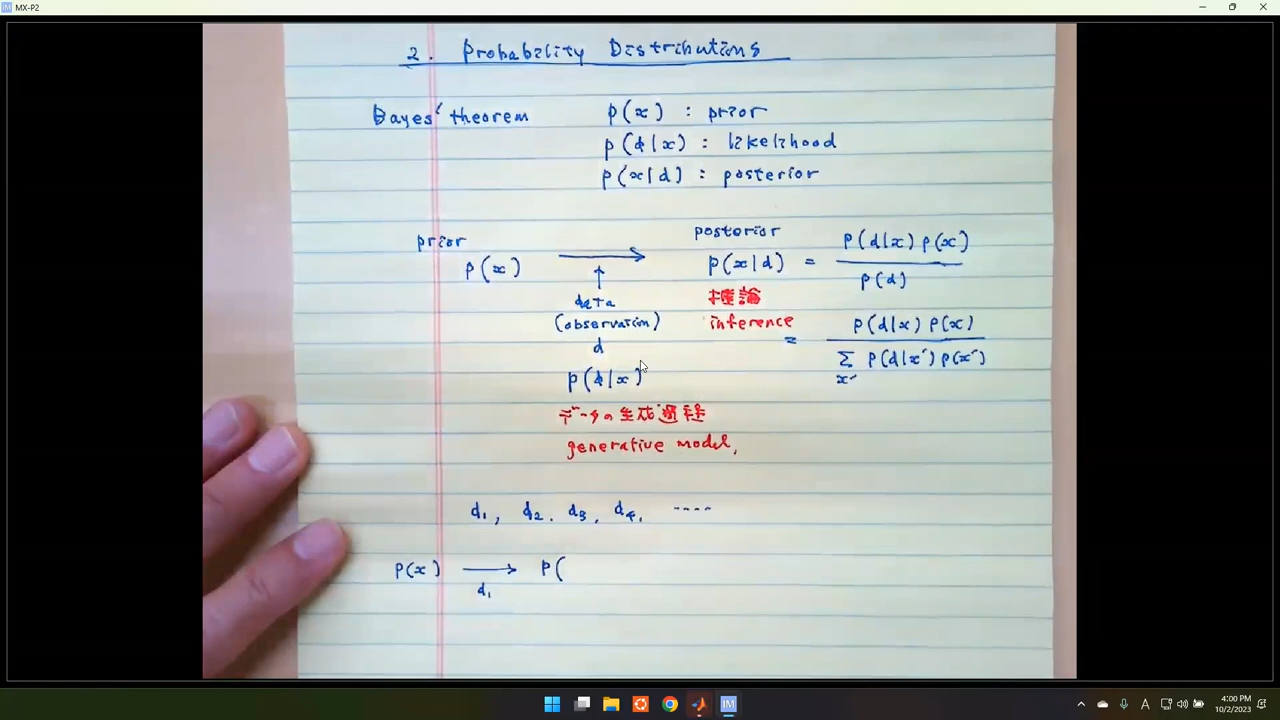 MX-P2
2. Probability Distributions
Bayes' theorem
p(x) : prior
p(d|x) : likelihood
p(x|d) : posterior
prior
p(x)
data
(observation)
d
p(d|x)
データの生成過程
generative model,
posterior
p(x|d) = p(d|x) p(x) / p(d)
推論
inference
= p(d|x) p(x) / Σx' p(d|x') p(x')
d1, d2, d3, d4, ----
p(x) → p(
d1
4:00 PM
10/2/2023